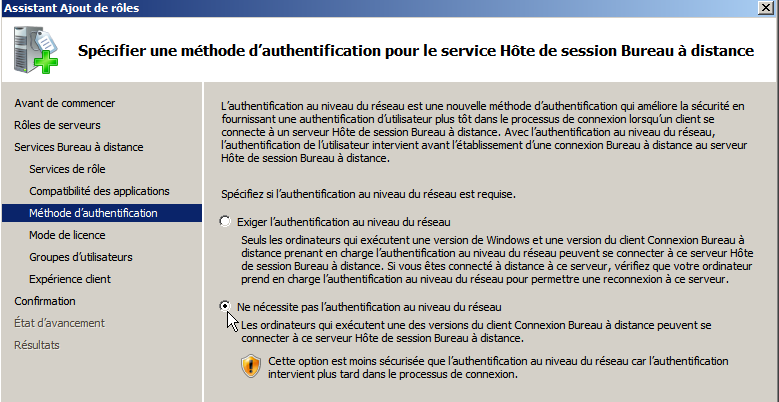 Assistant Ajout de rôles
Spécifier une méthode d'authentification pour le service Hôte de session Bureau à distance
Avant de commencer
Rôles de serveurs
Services Bureau à distance
Services de rôle
Compatibilité des applications
Méthode d'authentification
Mode de licence
Groupes d'utilisateurs
Expérience client
Confirmation
État d'avancement
Résultats
L'authentification au niveau du réseau est une nouvelle méthode d'authentification qui améliore la sécurité en
fournissant une authentification d'utilisateur plus tôt dans le processus de connexion lorsqu'un client se
connecte à un serveur Hôte de session Bureau à distance. Avec l'authentification au niveau du réseau,
l'authentification de l'utilisateur intervient avant l'établissement d'une connexion Bureau à distance au serveur
Hôte de session Bureau à distance.
Spécifiez si l'authentification au niveau du réseau est requise.
Exiger l'authentification au niveau du réseau
Seuls les ordinateurs qui exécutent une version de Windows et une version du client Connexion Bureau à
distance prenant en charge l'authentification au niveau du réseau peuvent se connecter à ce serveur Hôte
de session Bureau à distance. Si vous êtes connecté à distance à ce serveur, vérifiez que votre ordinateur
prend en charge l'authentification au niveau du réseau pour permettre une reconnexion à ce serveur.
Ne nécessite pas l'authentification au niveau du réseau
Les ordinateurs qui exécutent une des versions du client Connexion Bureau à distance peuvent se
connecter à ce serveur Hôte de session Bureau à distance.
Cette option est moins sécurisée que l'authentification au niveau du réseau car l'authentification
intervient plus tard dans le processus de connexion.